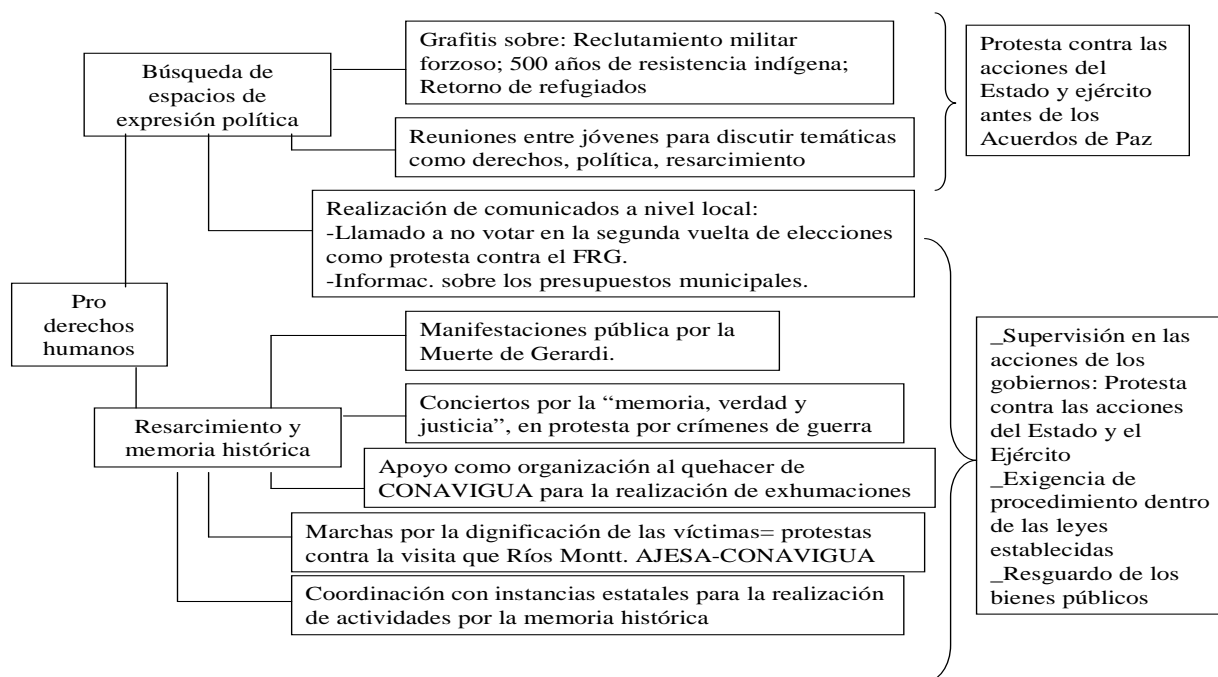 Grafitis sobre: Reclutamiento militar
forzoso; 500 años de resistencia indígena;
Retorno de refugiados
Protesta contra las
acciones del
Estado y ejército
antes de los
Acuerdos de Paz
Búsqueda de
espacios de
expresión política
Reuniones entre jóvenes para discutir temáticas
como derechos, política, resarcimiento
Realización de comunicados a nivel local:
-Llamado a no votar en la segunda vuelta de elecciones
como protesta contra el FRG.
-Informac. sobre los presupuestos municipales.
Pro
derechos
humanos
Manifestaciones pública por la
Muerte de Gerardi.
_Supervisión en las
acciones de los
gobiernos: Protesta
contra las acciones
del Estado y el
Ejército
_Exigencia de
procedimiento dentro
de las leyes
establecidas
_Resguardo de los
bienes públicos
Resarcimiento y
memoria histórica
Conciertos por la “memoria, verdad y
justicia”, en protesta por crímenes de guerra
Apoyo como organización al quehacer de
CONAVIGUA para la realización de exhumaciones
Marchas por la dignificación de las víctimas= protestas
contra la visita que Ríos Montt. AJESA-CONAVIGUA
Coordinación con instancias estatales para la realización
de actividades por la memoria histórica